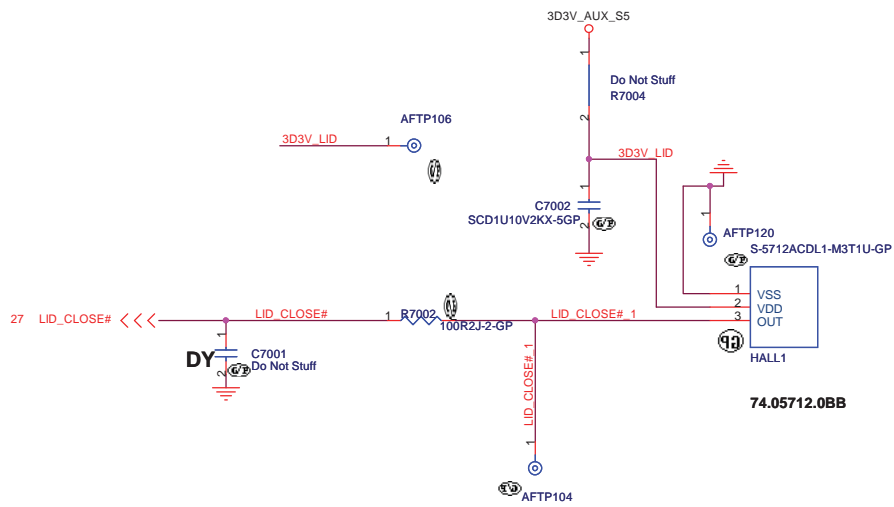 3D3V_AUX_S5
1
Do Not Stuff
R7004
2
AFTP106
3D3V_LID
1
3D3V_LID
1
C7002
SCD1U10V2KX-5GP
2
G/P
1
AFTP120
S-5712ACDL1-M3T1U-GP
G/P
1
VSS
2
VDD
3
OUT
GP
HALL1
74.05712.0BB
27
LID_CLOSE#
LID_CLOSE#
1
R7002
2
100R2J-2-GP
LID_CLOSE#_1
1
DY
C7001
Do Not Stuff
2
G/P
LID_CLOSE#_1
1
G/P
AFTP104